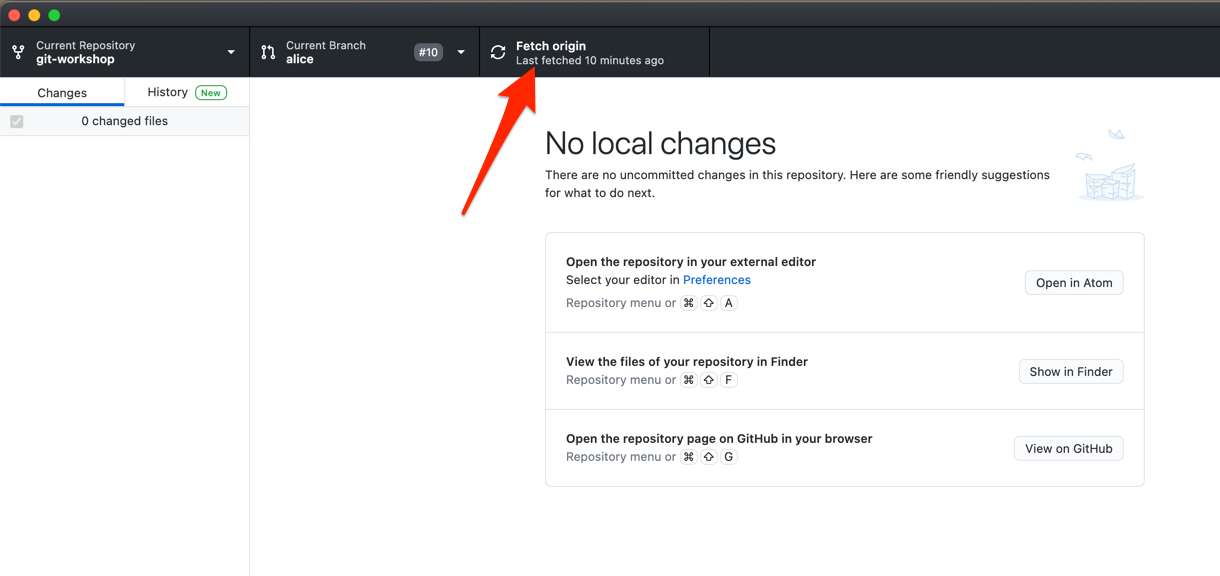 Current Repository
git-workshop
Current Branch
alice
#10
Fetch origin
Last fetched 10 minutes ago
Changes
History New
0 changed files
No local changes
There are no uncommitted changes in this repository. Here are some friendly suggestions
for what to do next.
Open the repository in your external editor
Select your editor in Preferences
Repository menu or ⌘ ⇧ A
Open in Atom
View the files of your repository in Finder
Repository menu or ⌘ ⇧ F
Show in Finder
Open the repository page on GitHub in your browser
Repository menu or ⌘ ⇧ G
View on GitHub